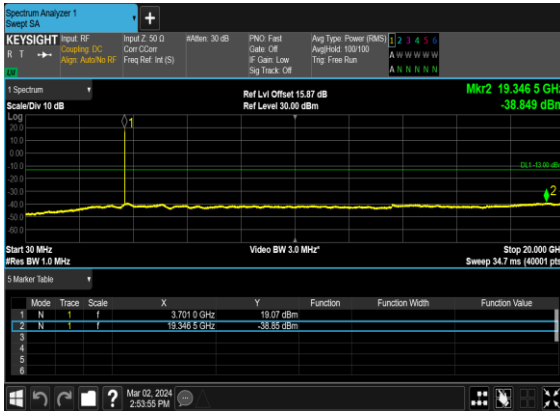 Spectrum Analyzer 1
Swept SA
+
KEYSIGHT
R T
Input: RF
Coupling: DC
Align: Auto/No RF
Input Z: 50 Ω
Corr CCorr
Freq Ref: Int (S)
#Atten: 30 dB
PNO: Fast
Gate: Off
IF Gain: Low
Sig Track: Off
Avg Type: Power (RMS)
Avg|Hold: 100/100
Trig: Free Run
1 2 3 4 5 6
A W W W W W
A N N N N N
1 Spectrum
Scale/Div 10 dB
Ref Lvl Offset 15.87 dB
Ref Level 30.00 dBm
Mkr2 19.346 5 GHz
-38.849 dBm
Log
20.0
10.0
0.00
-10.0
-20.0
-30.0
-40.0
-50.0
-60.0
1
DL1 -13.00 dBm
2
Start 30 MHz
#Res BW 1.0 MHz
Video BW 3.0 MHz*
Stop 20.000 GHz
Sweep 34.7 ms (40001 pts)
5 Marker Table
Mode Trace Scale X Y Function Function Width Function Value
1 N 1 f 3.701 0 GHz 19.07 dBm
2 N 1 f 19.346 5 GHz -38.85 dBm
3
4
5
6
?
Mar 02, 2024
2:53:55 PM